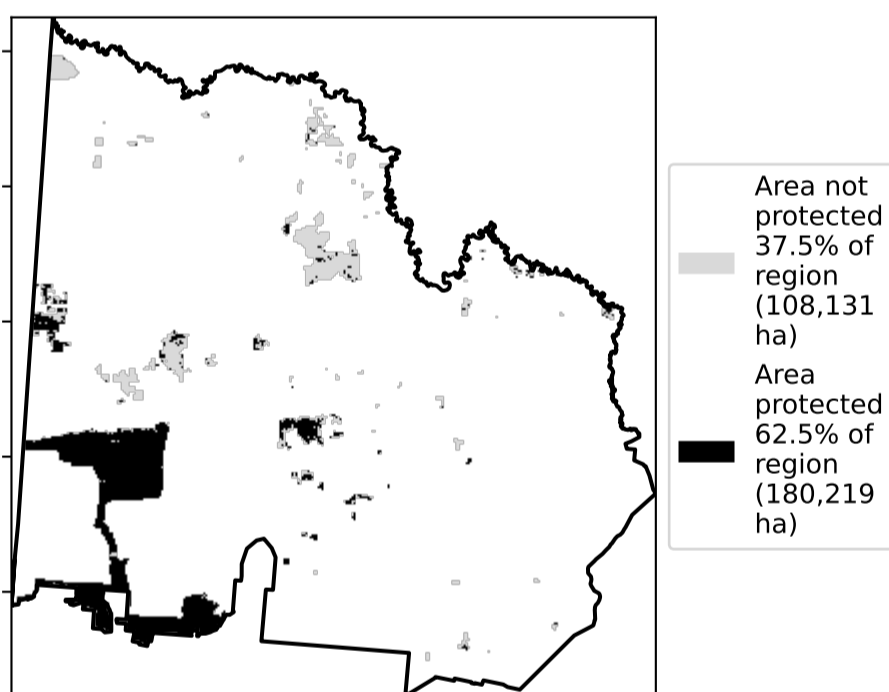 Area not
protected
37.5% of
region
(108,131
ha)
Area
protected
62.5% of
region
(180,219
ha)